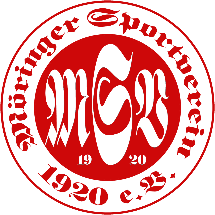 Möringer Sportverein
MSV
19 20
1920 e.V.